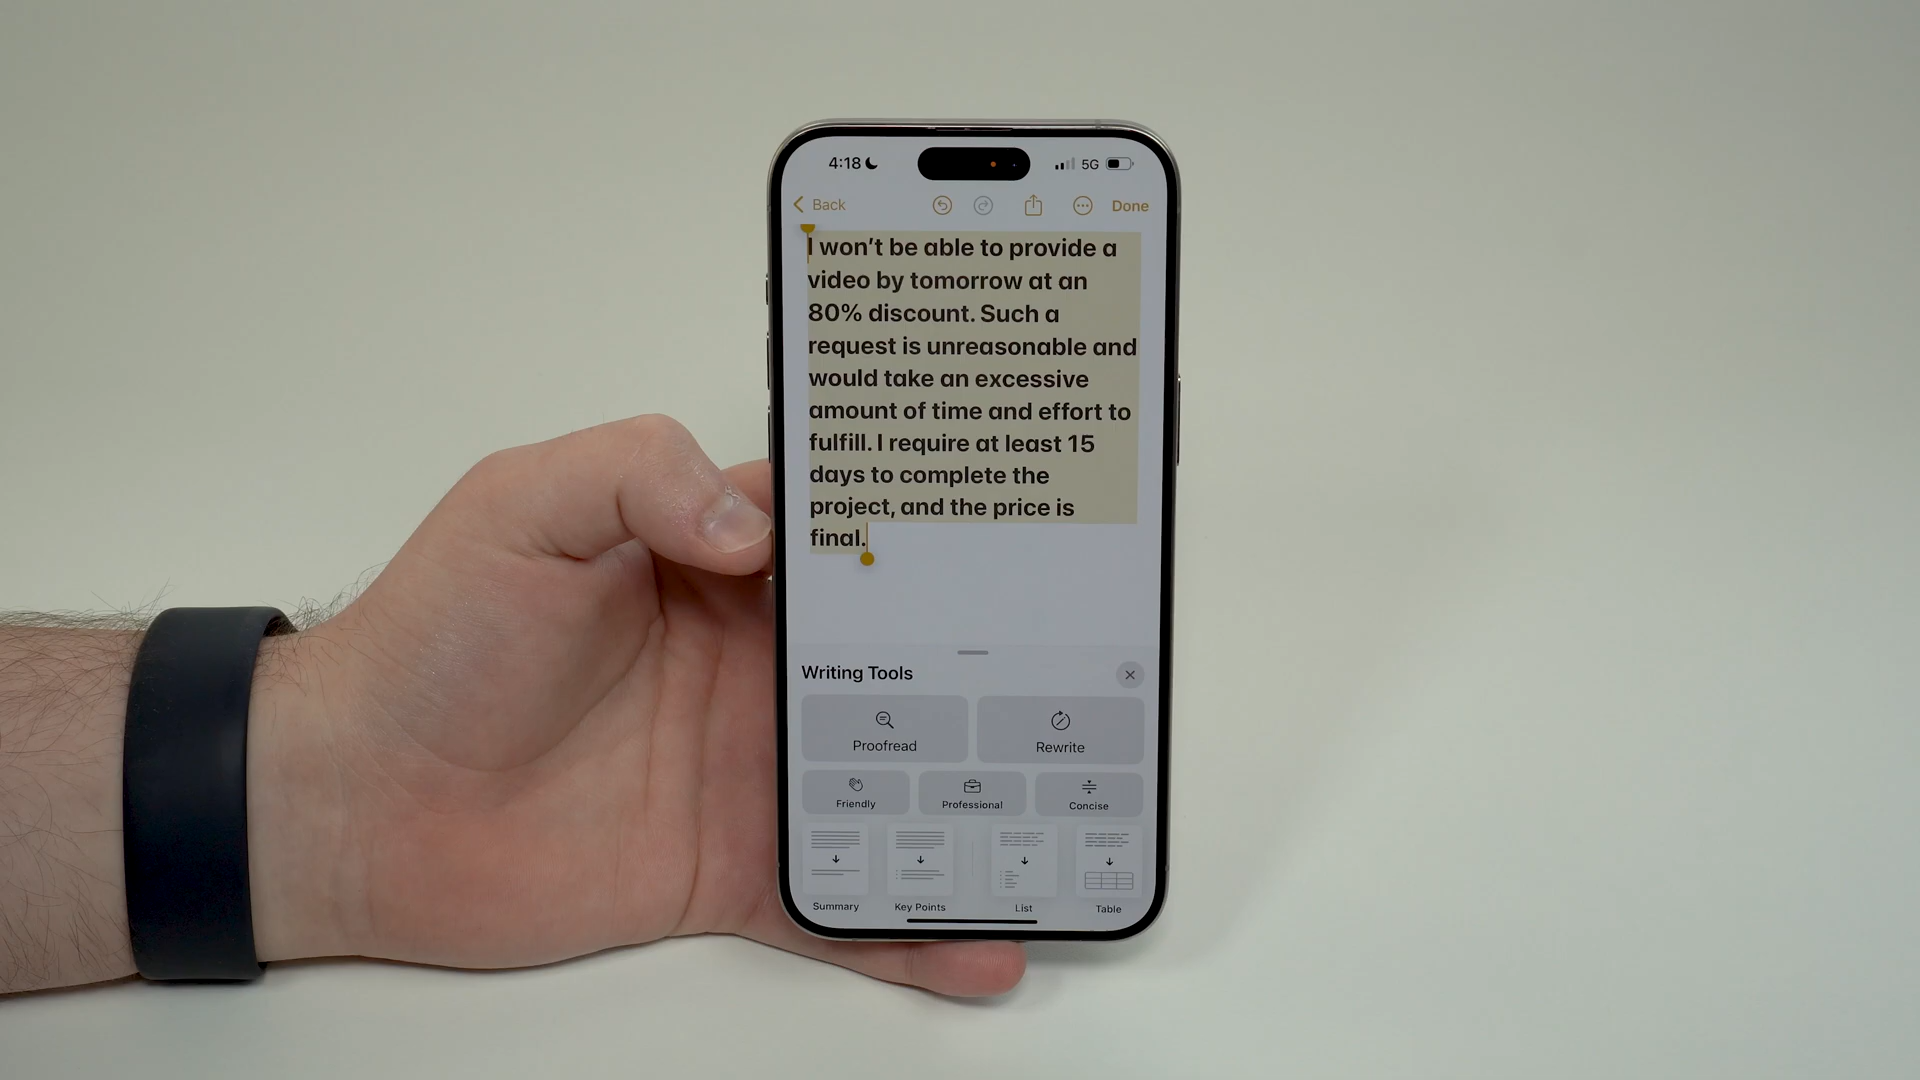 4:18
5G
Back
Done
I won't be able to provide a
video by tomorrow at an
80% discount. Such a
request is unreasonable and
would take an excessive
amount of time and effort to
fulfill. I require at least 15
days to complete the
project, and the price is
final.
Writing Tools
Proofread
Rewrite
Friendly
Professional
Concise
Summary
Key Points
List
Table